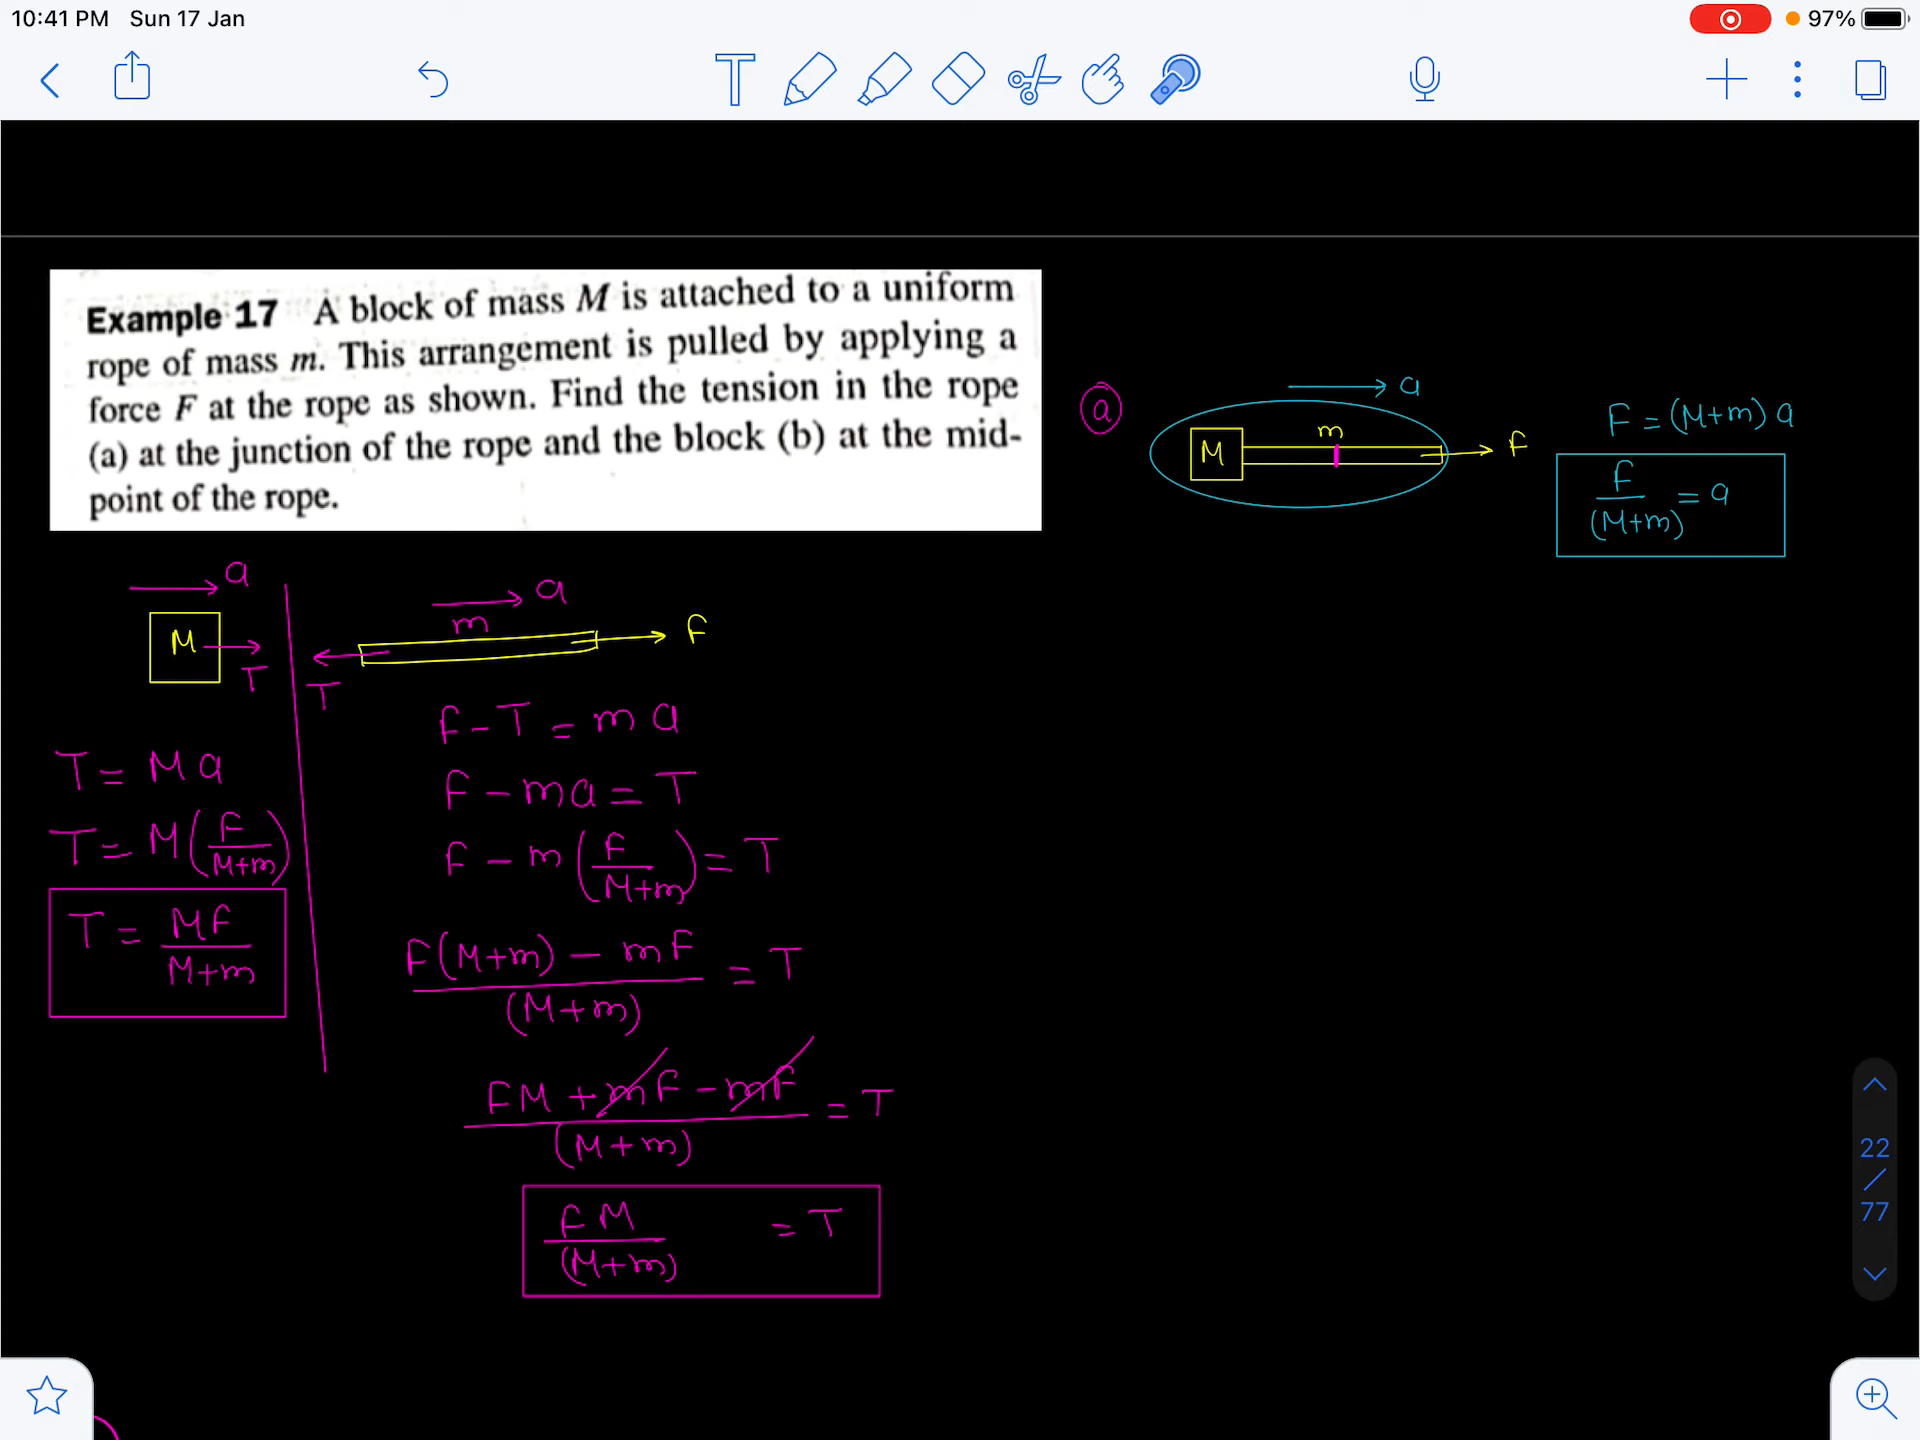 10:41 PM Sun 17 Jan
97%
T
Example 17 A block of mass M is attached to a uniform
rope of mass m. This arrangement is pulled by applying a
force F at the rope as shown. Find the tension in the rope
(a) at the junction of the rope and the block (b) at the mid-
point of the rope.
a
a
M
m
F
F = (M+m) a
F/(M+m) = a
a
M
T
a
m
F
T
T = Ma
T = M(F/M+m)
T = MF/M+m
F - T = ma
F - ma = T
F - m(F/M+m) = T
F(M+m) - mF/(M+m) = T
FM + mF - mF/(M+m) = T
FM/(M+m) = T
22
/
77